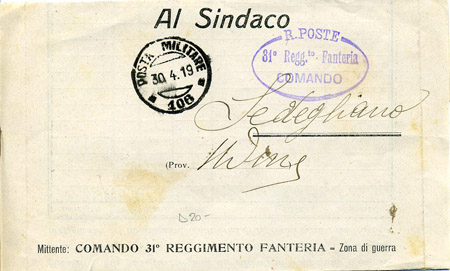 Al Sindaco
POSTA MILITARE
30.4.19
108
R. POSTE
31° Regg.to Fanteria
COMANDO
Sedegliano
(Prov. Udine
D 20-
Mittente: COMANDO 31° REGGIMENTO FANTERIA - Zona di guerra